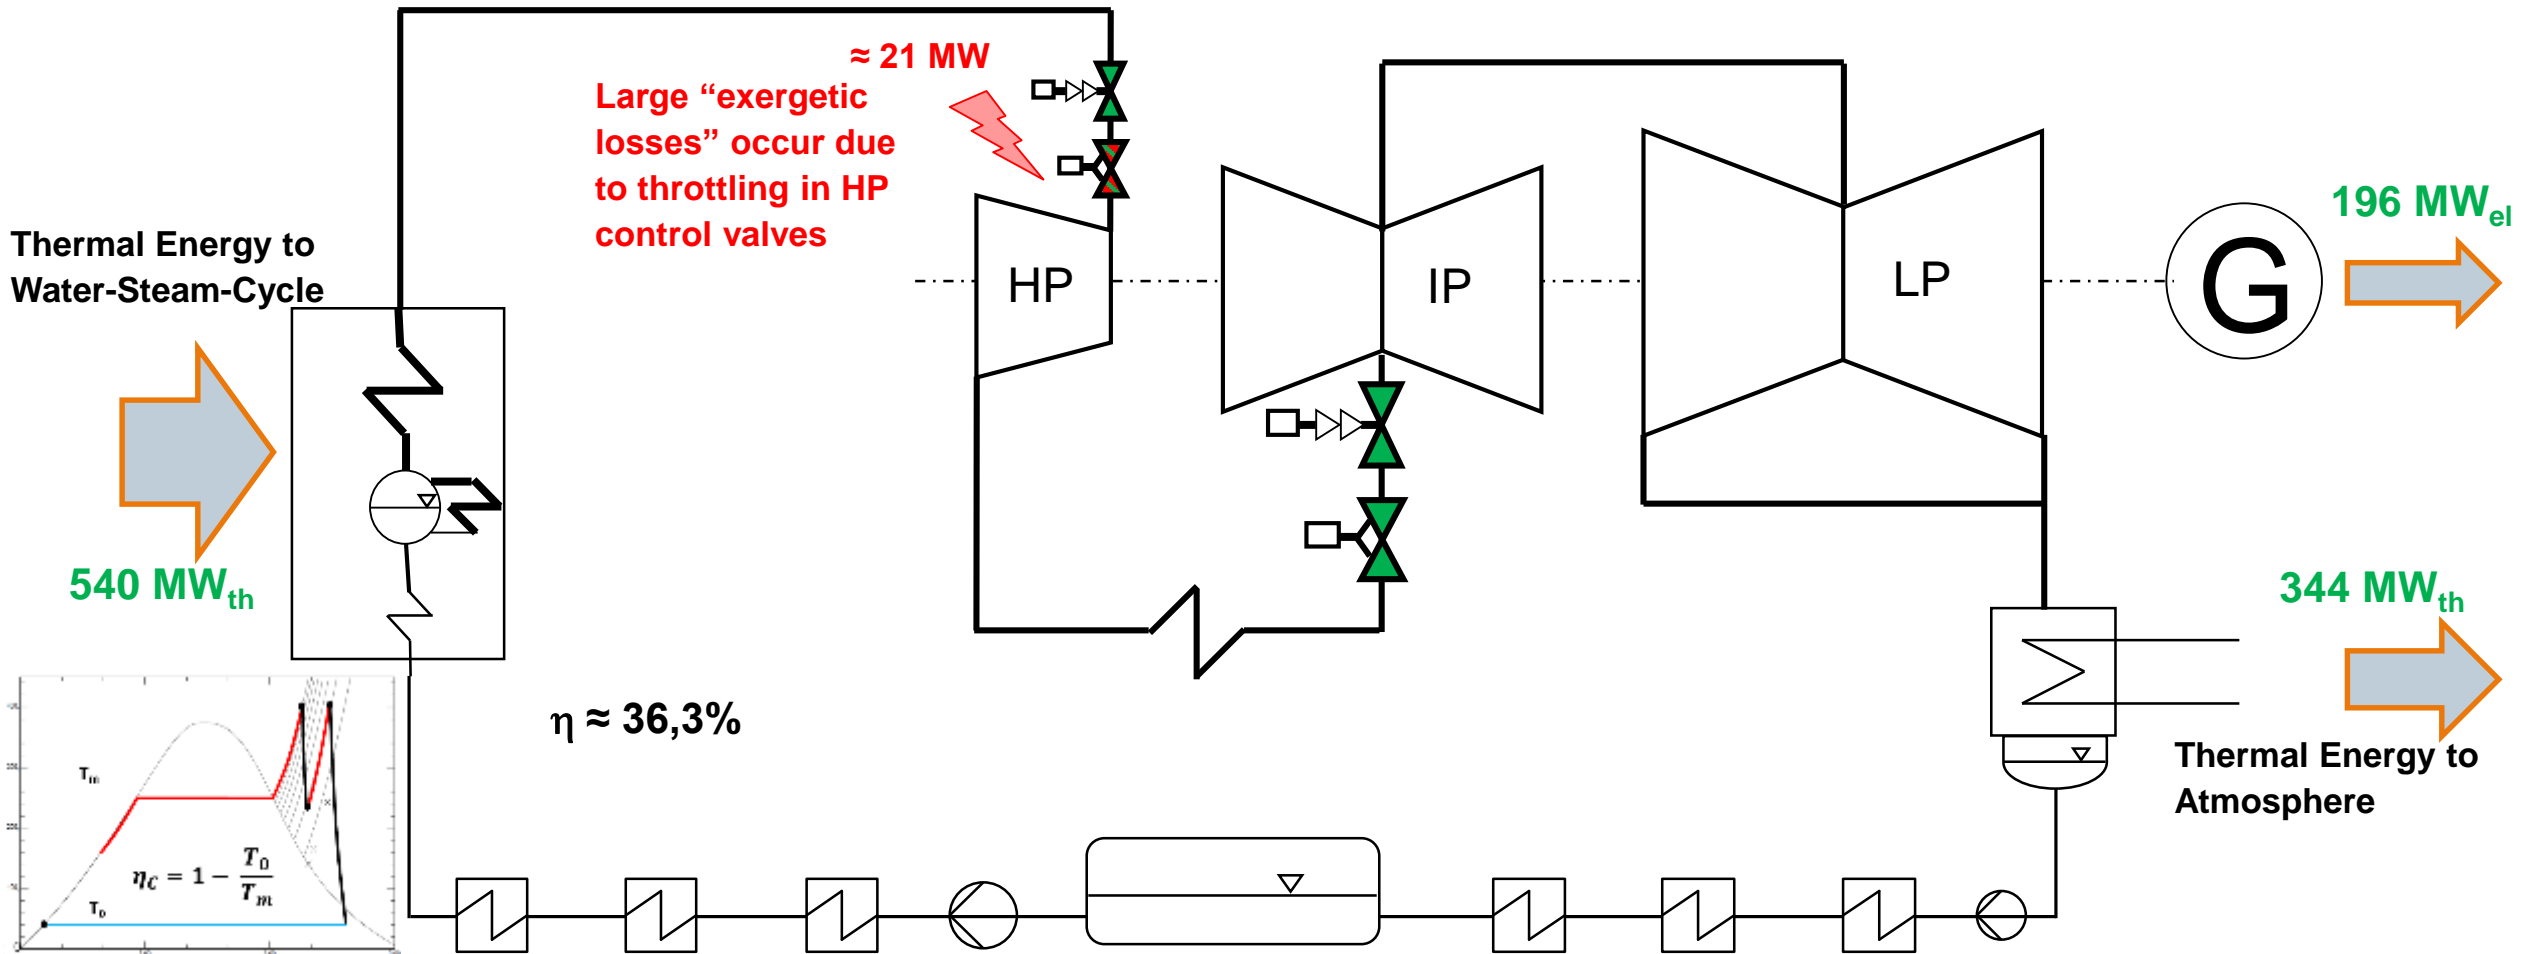 ≈ 21 MW
Large “exergetic
losses” occur due
to throttling in HP
control valves
Thermal Energy to
Water-Steam-Cycle
540 MWth
HP
IP
LP
G
196 MWel
344 MWth
Thermal Energy to
Atmosphere
η ≈ 36,3%
Tm
T0
ηC = 1 − T0/Tm